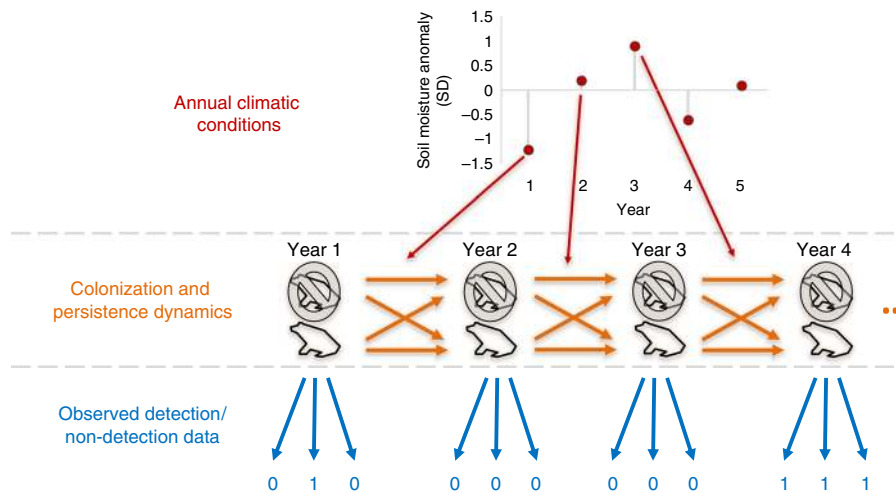 Soil moisture anomaly
(SD)
1.5
1
0.5
0
−0.5
−1
−1.5
1 2 3 4 5
Year
Annual climatic
conditions
Year 1 Year 2 Year 3 Year 4
Colonization and
persistence dynamics
...
Observed detection/
non-detection data
0 1 0 0 0 0 0 0 0 1 1 1